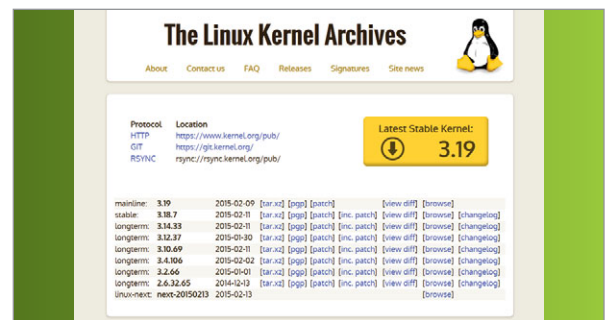 The Linux Kernel Archives
About Contact us FAQ Releases Signatures Site news
Protocol Location
HTTP https://www.kernel.org/pub/
GIT https://git.kernel.org/
RSYNC rsync://rsync.kernel.org/pub/
Latest Stable Kernel:
3.19
mainline: 3.19 2015-02-09 [tar.xz] [pgp] [patch] [view diff] [browse]
stable: 3.18.7 2015-02-11 [tar.xz] [pgp] [patch] [inc. patch] [view diff] [browse] [changelog]
longterm: 3.14.33 2015-02-11 [tar.xz] [pgp] [patch] [inc. patch] [view diff] [browse] [changelog]
longterm: 3.12.37 2015-01-30 [tar.xz] [pgp] [patch] [inc. patch] [view diff] [browse] [changelog]
longterm: 3.10.69 2015-02-11 [tar.xz] [pgp] [patch] [inc. patch] [view diff] [browse] [changelog]
longterm: 3.4.106 2015-02-02 [tar.xz] [pgp] [patch] [inc. patch] [view diff] [browse] [changelog]
longterm: 3.2.66 2015-01-01 [tar.xz] [pgp] [patch] [inc. patch] [view diff] [browse] [changelog]
longterm: 2.6.32.65 2014-12-13 [tar.xz] [pgp] [patch] [inc. patch] [view diff] [browse] [changelog]
linux-next: next-20150213 2015-02-13 [browse]